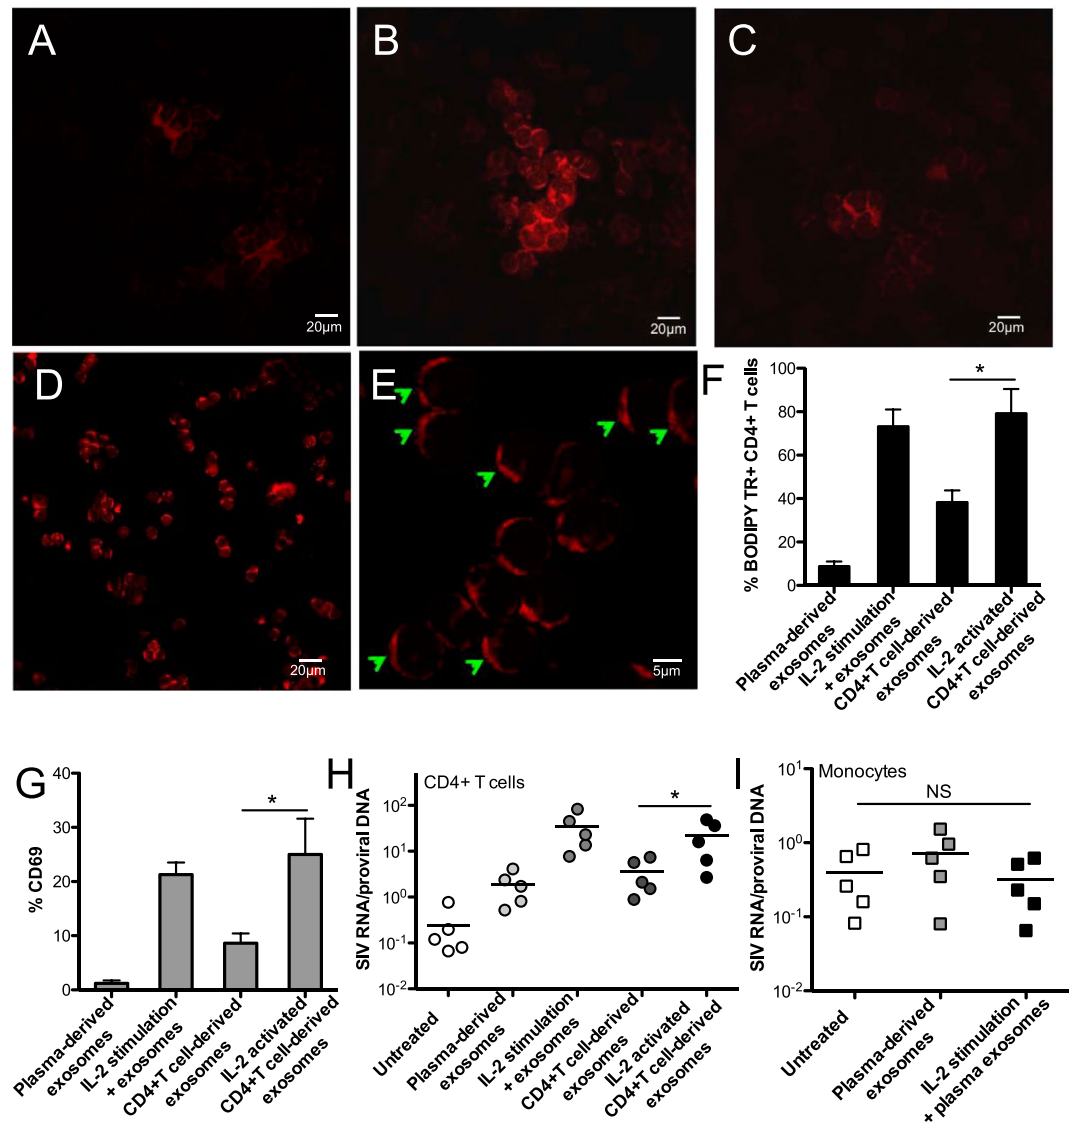 A
B
C
20µm
20µm
20µm
D
E
20µm
5µm
F
% BODIPY TR+ CD4+ T cells
100
80
60
40
20
0
*
Plasma-derived
exosomes
IL-2 stimulation
+ exosomes
CD4+T cell-derived
exosomes
IL-2 activated
CD4+T cell-derived
exosomes
G
% CD69
40
30
20
10
0
*
Plasma-derived
exosomes
IL-2 stimulation
+ exosomes
CD4+T cell-derived
exosomes
IL-2 activated
CD4+T cell-derived
exosomes
H
CD4+ T cells
SIV RNA/proviral DNA
10²
10¹
10⁰
10⁻¹
10⁻²
*
Untreated
Plasma-derived
exosomes
IL-2 stimulation
+ exosomes
CD4+T cell-derived
exosomes
IL-2 activated
CD4+T cell-derived
exosomes
I
Monocytes
SIV RNA/proviral DNA
10¹
10⁰
10⁻¹
10⁻²
NS
Untreated
Plasma-derived
exosomes
IL-2 stimulation
+ plasma exosomes